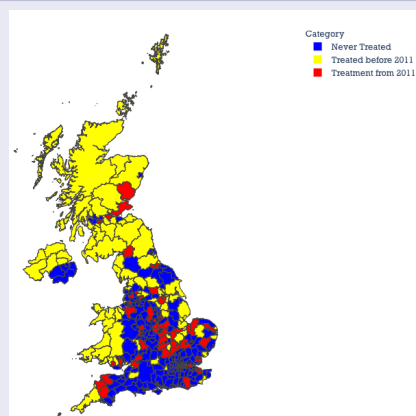 Category
Never Treated
Treated before 2011
Treatment from 2011